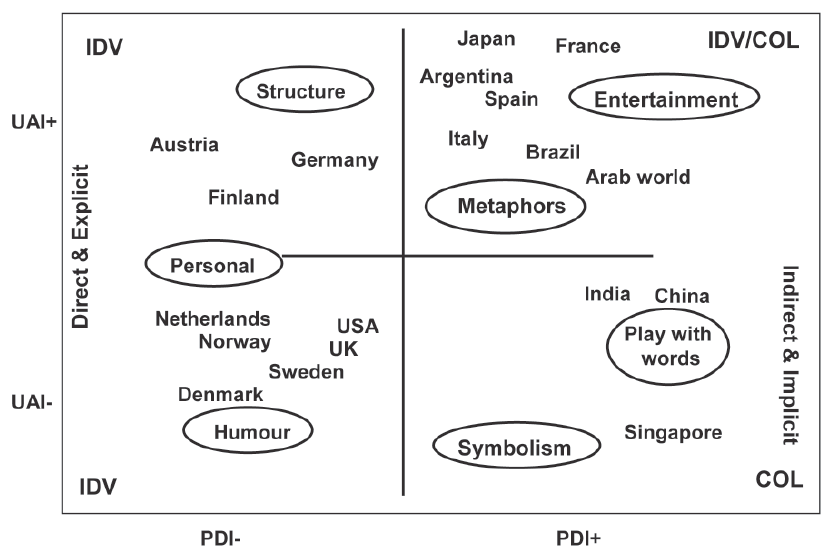 IDV
Japan
France
IDV/COL
Structure
Argentina
Spain
Entertainment
UAI+
Austria
Germany
Italy
Brazil
Arab world
Finland
Metaphors
Direct & Explicit
Personal
India
China
Indirect & Implicit
Netherlands
Norway
USA
UK
Play with
words
Sweden
Denmark
UAI-
Humour
Symbolism
Singapore
IDV
COL
PDI-
PDI+